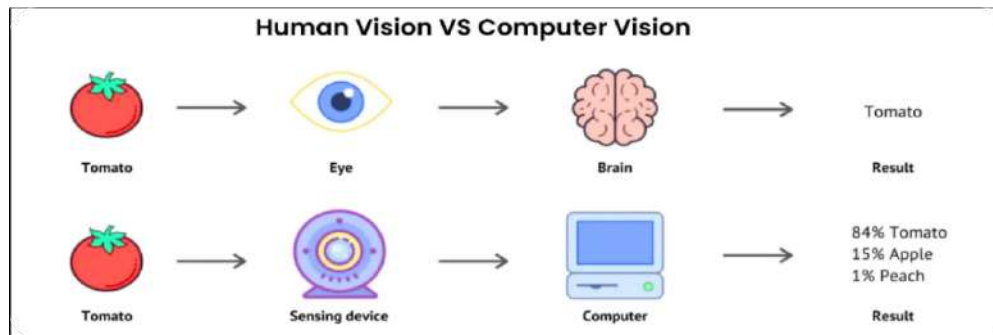 Human Vision VS Computer Vision
Tomato
Tomato
Eye
Brain
Result
84% Tomato
15% Apple
1% Peach
Tomato
Sensing device
Computer
Result